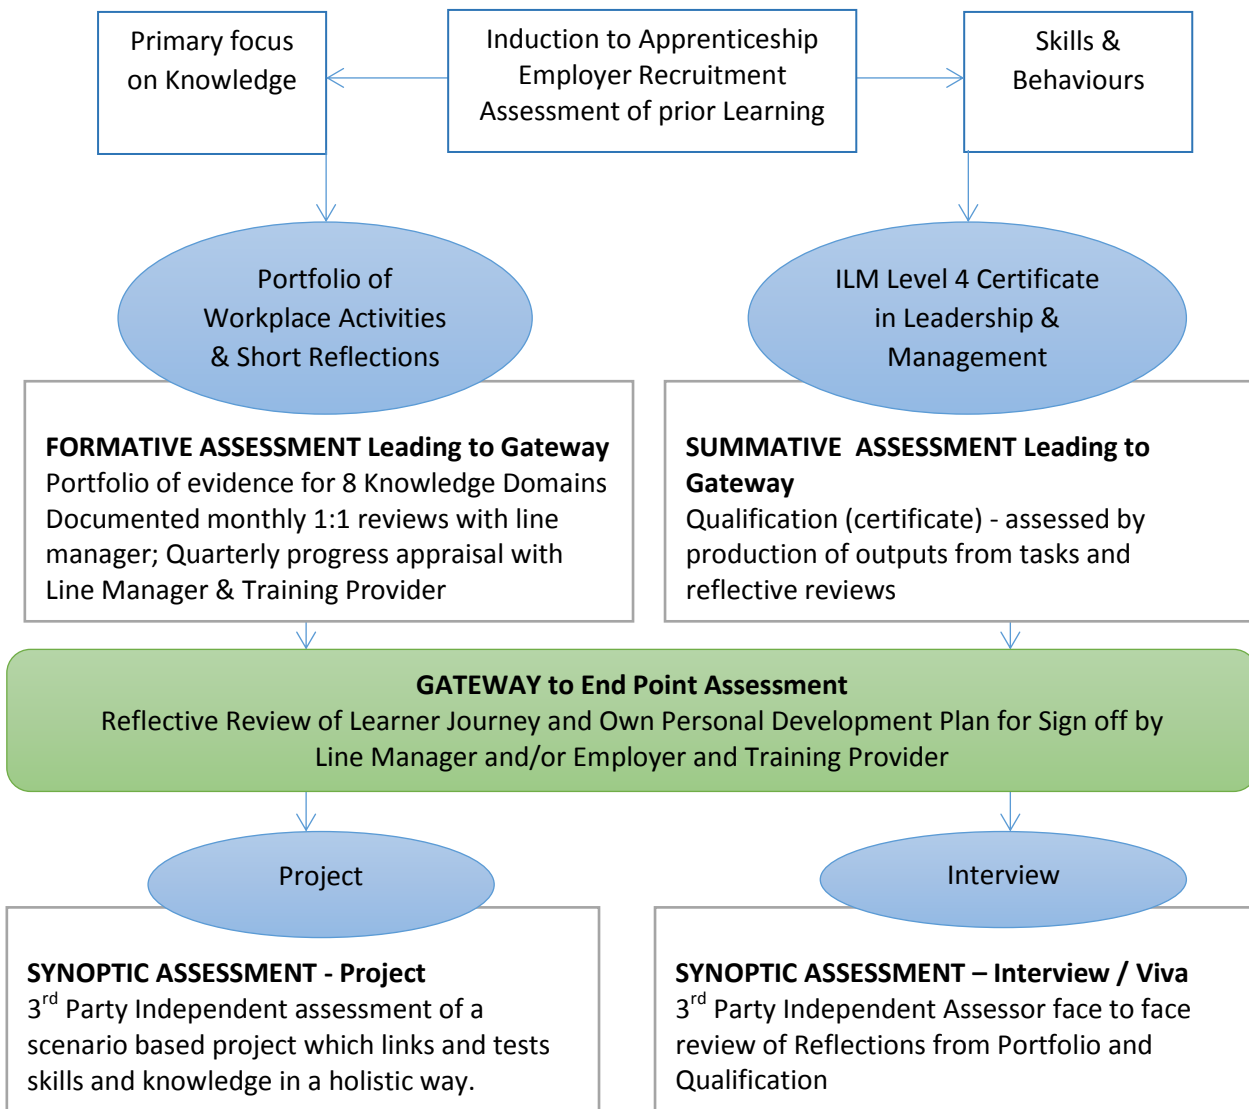 Primary focus
on Knowledge
Induction to Apprenticeship
Employer Recruitment
Assessment of prior Learning
Skills &
Behaviours
Portfolio of
Workplace Activities
& Short Reflections
ILM Level 4 Certificate
in Leadership &
Management
FORMATIVE ASSESSMENT Leading to Gateway
Portfolio of evidence for 8 Knowledge Domains
Documented monthly 1:1 reviews with line
manager; Quarterly progress appraisal with
Line Manager & Training Provider
SUMMATIVE  ASSESSMENT Leading to
Gateway
Qualification (certificate) - assessed by
production of outputs from tasks and
reflective reviews
GATEWAY to End Point Assessment
Reflective Review of Learner Journey and Own Personal Development Plan for Sign off by
Line Manager and/or Employer and Training Provider
Project
Interview
SYNOPTIC ASSESSMENT - Project
3rd Party Independent assessment of a
scenario based project which links and tests
skills and knowledge in a holistic way.
SYNOPTIC ASSESSMENT – Interview / Viva
3rd Party Independent Assessor face to face
review of Reflections from Portfolio and
Qualification